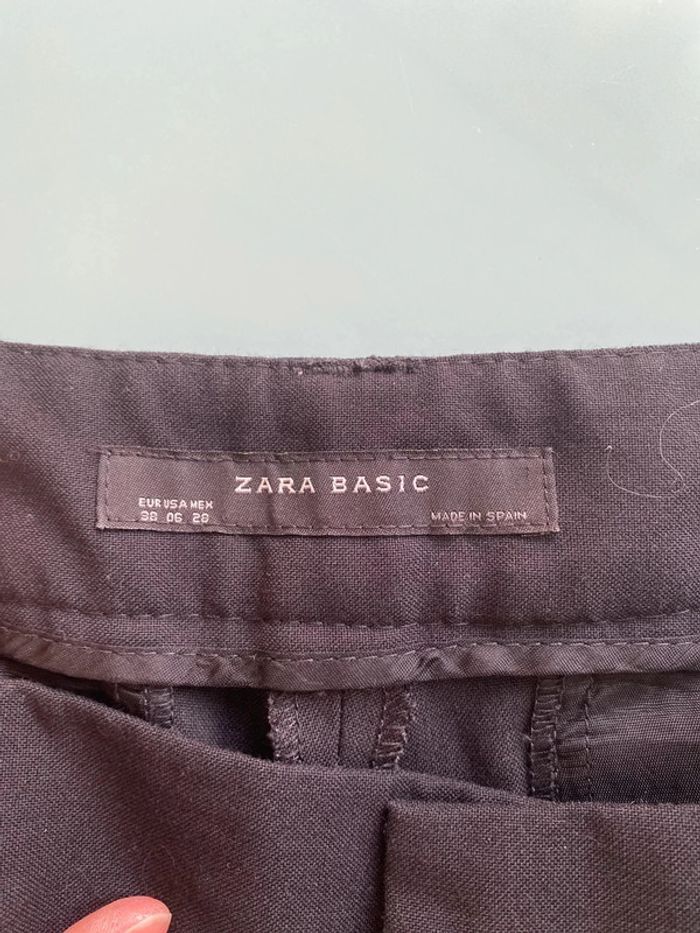 ZARA BASIC
EUR USA MEX
38 06 28
MADE IN SPAIN